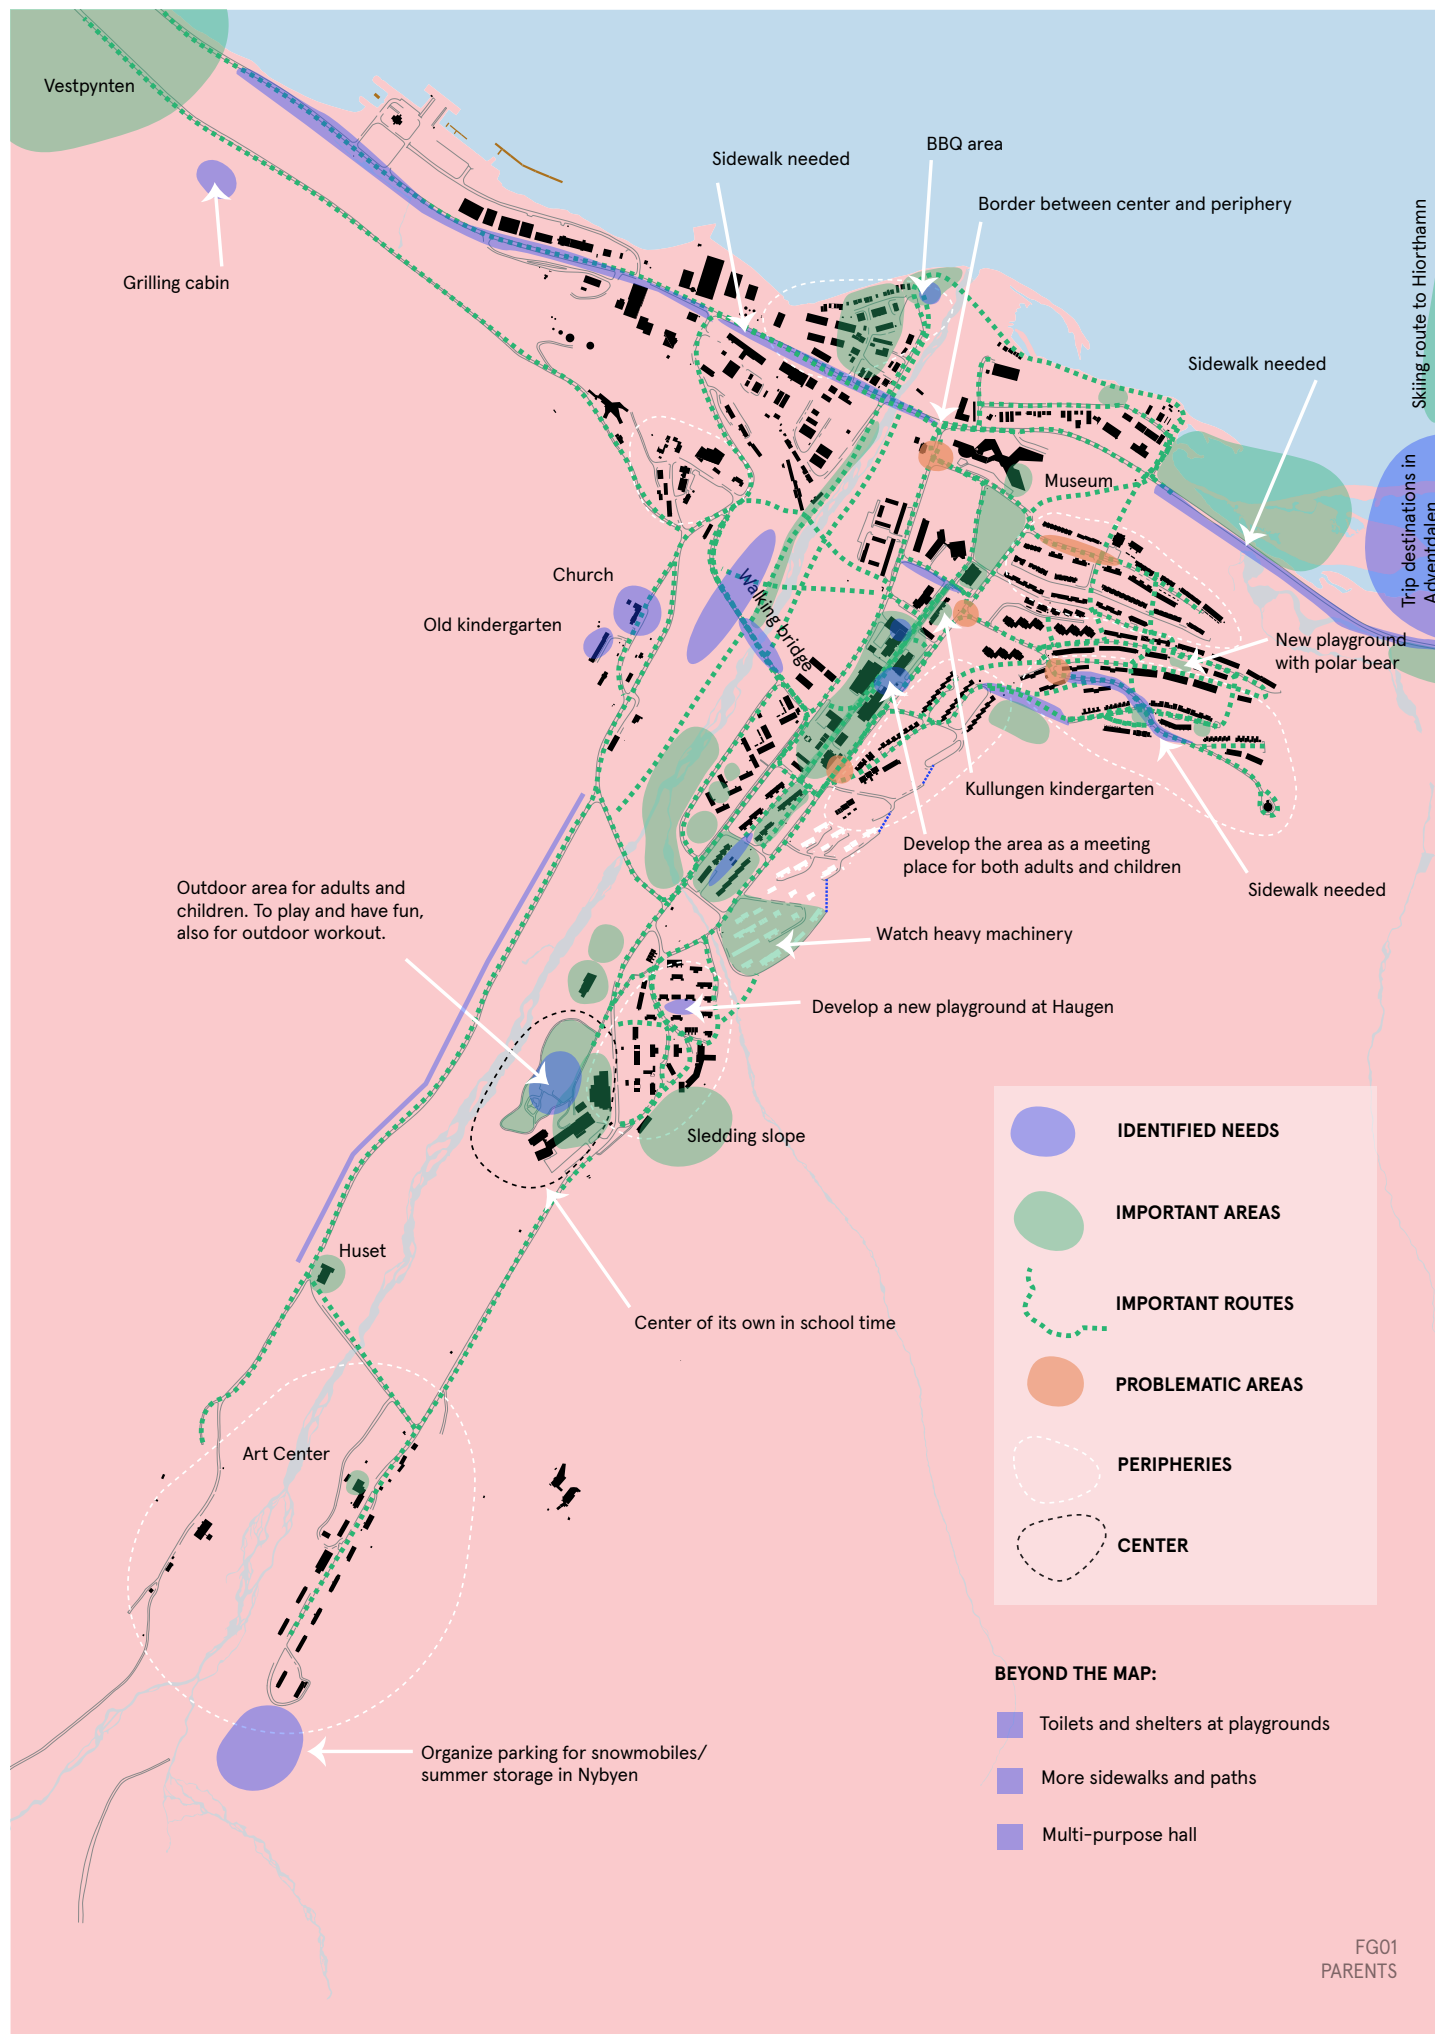 Vestpynten
BBQ area
Sidewalk needed
Border between center and periphery
Skiing route to Hiorthamn
Grilling cabin
Sidewalk needed
Museum
Trip destinations in
Adventdalen
Church
Walking bridge
Old kindergarten
New playground
with polar bear
Kullungen kindergarten
Develop the area as a meeting
place for both adults and children
Sidewalk needed
Outdoor area for adults and
children. To play and have fun,
also for outdoor workout.
Watch heavy machinery
Develop a new playground at Haugen
Sledding slope
Huset
Center of its own in school time
Art Center
Organize parking for snowmobiles/
summer storage in Nybyen
IDENTIFIED NEEDS
IMPORTANT AREAS
IMPORTANT ROUTES
PROBLEMATIC AREAS
PERIPHERIES
CENTER
BEYOND THE MAP:
Toilets and shelters at playgrounds
More sidewalks and paths
Multi-purpose hall
FG01
PARENTS